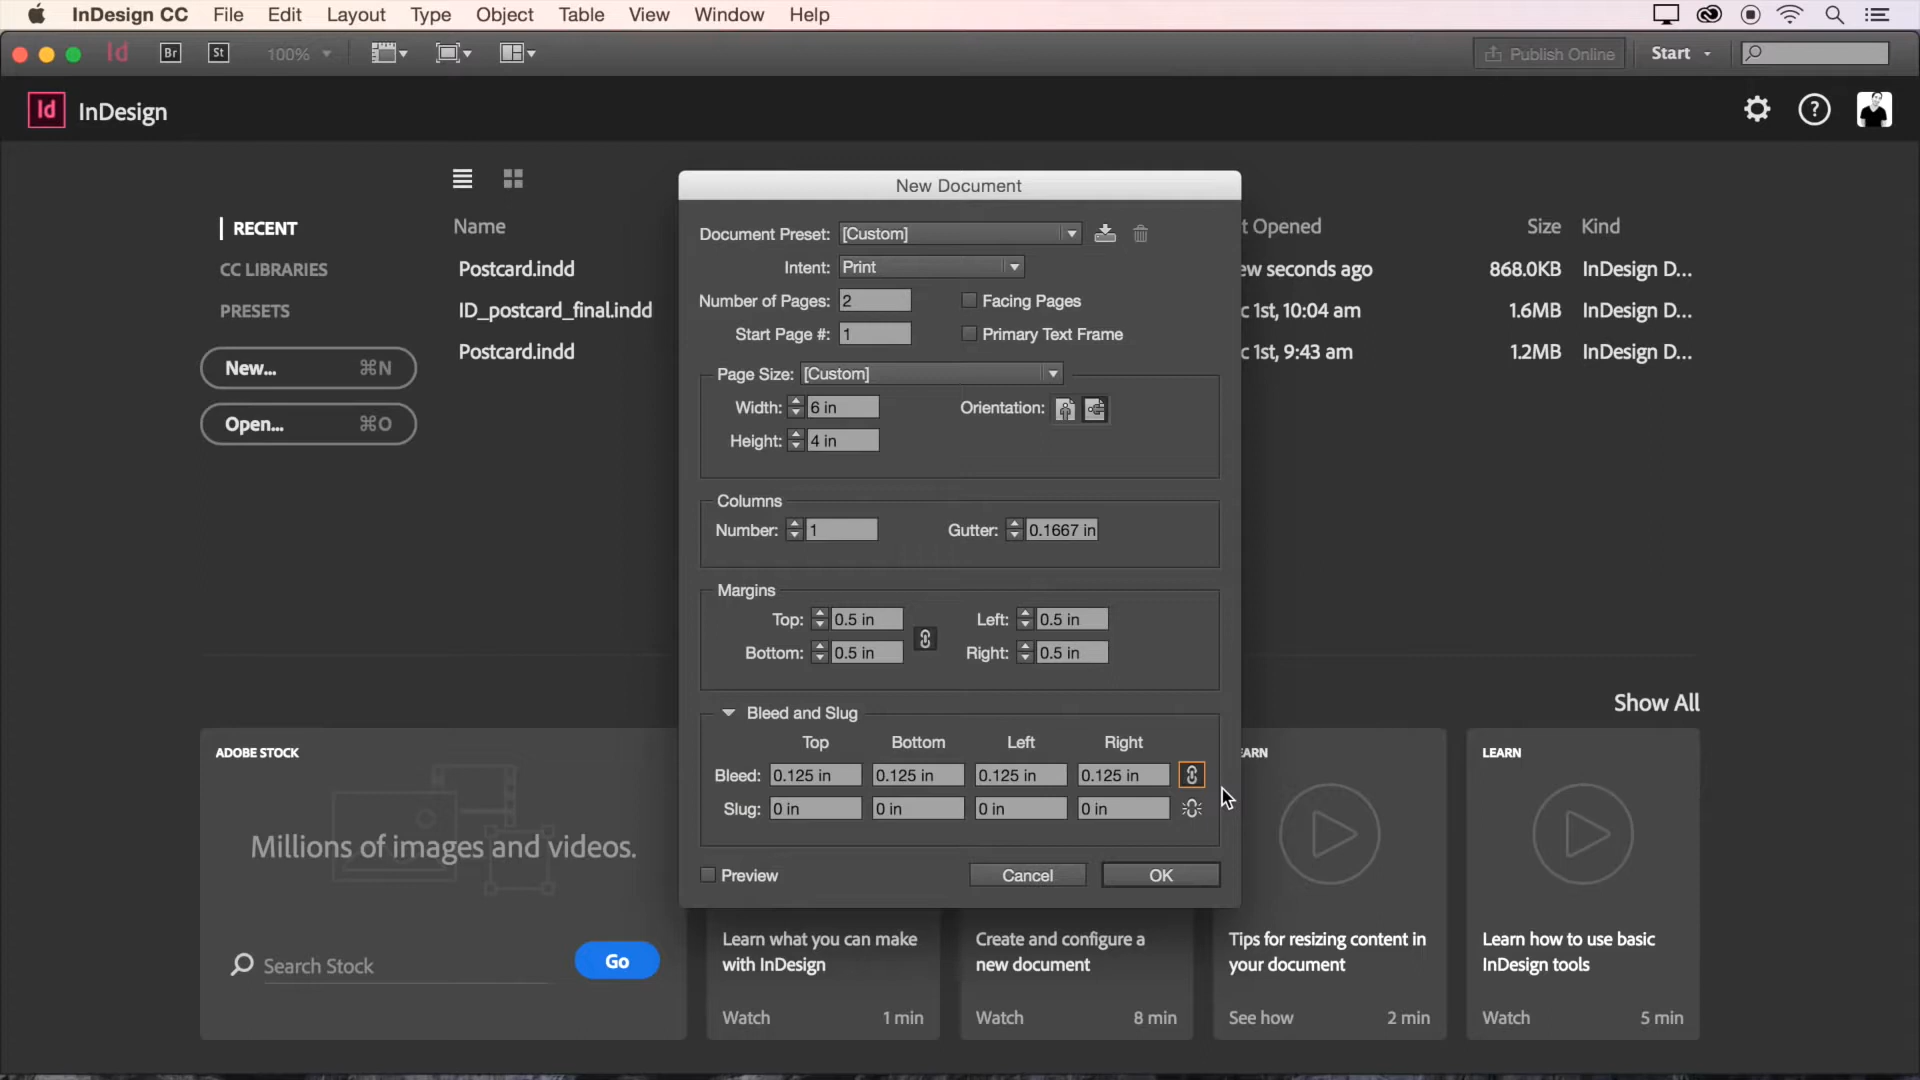 InDesign CC File Edit Layout Type Object Table View Window Help
Id Br St 100% Publish Online Start
Id InDesign ?
New Document
RECENT
CC LIBRARIES
PRESETS
New... ⌘N
Open... ⌘O
Name t Opened Size Kind
Postcard.indd ew seconds ago 868.0KB InDesign D...
ID_postcard_final.indd c 1st, 10:04 am 1.6MB InDesign D...
Postcard.indd c 1st, 9:43 am 1.2MB InDesign D...
Document Preset: [Custom]
Intent: Print
Number of Pages: 2 Facing Pages
Start Page #: 1 Primary Text Frame
Page Size: [Custom]
Width: 6 in Orientation:
Height: 4 in
Columns
Number: 1 Gutter: 0.1667 in
Margins
Top: 0.5 in Left: 0.5 in
Bottom: 0.5 in Right: 0.5 in
Bleed and Slug
Top Bottom Left Right
Bleed: 0.125 in 0.125 in 0.125 in 0.125 in
Slug: 0 in 0 in 0 in 0 in
Preview Cancel OK
Show All
ADOBE STOCK
Millions of images and videos.
Search Stock Go
Learn what you can make
with InDesign
Watch 1 min
Create and configure a
new document
Watch 8 min
EARN
Tips for resizing content in
your document
See how 2 min
LEARN
Learn how to use basic
InDesign tools
Watch 5 min